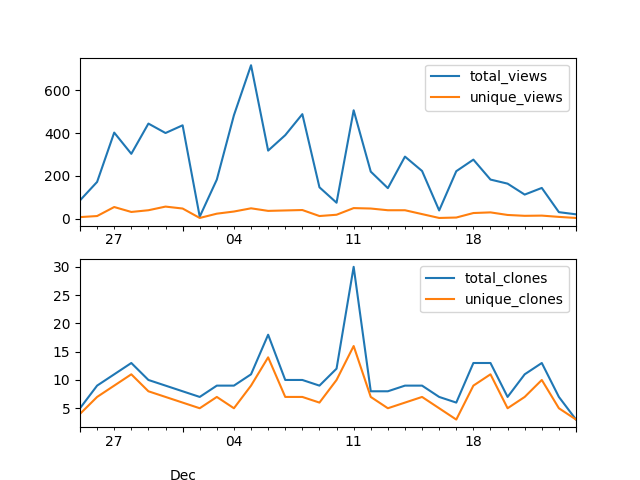 600
400
200
0
total_views
unique_views
27 04 11 18
30
25
20
15
10
5
total_clones
unique_clones
27 04 11 18
Dec